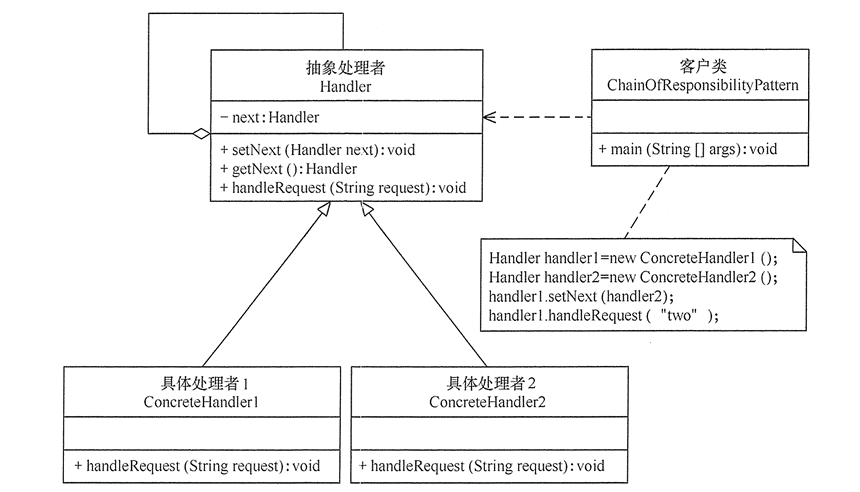 抽象处理者
Handler
- next:Handler
+ setNext (Handler next):void
+ getNext ():Handler
+ handleRequest (String request):void
客户类
ChainOfResponsibilityPattern
+ main (String [] args):void
Handler handler1=new ConcreteHandler1 ();
Handler handler2=new ConcreteHandler2 ();
handler1.setNext (handler2);
handler1.handleRequest ( "two" );
具体处理者1
ConcreteHandler1
+ handleRequest (String request):void
具体处理者2
ConcreteHandler2
+ handleRequest (String request):void